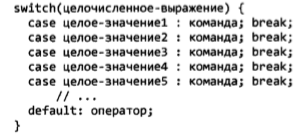 switch(целочисленное-выражение) {
case целое-значение1 : команда; break;
case целое-значение2 : команда; break;
case целое-значение3 : команда; break;
case целое-значение4 : команда; break;
case целое-значение5 : команда; break;
// ...
default: оператор;
}